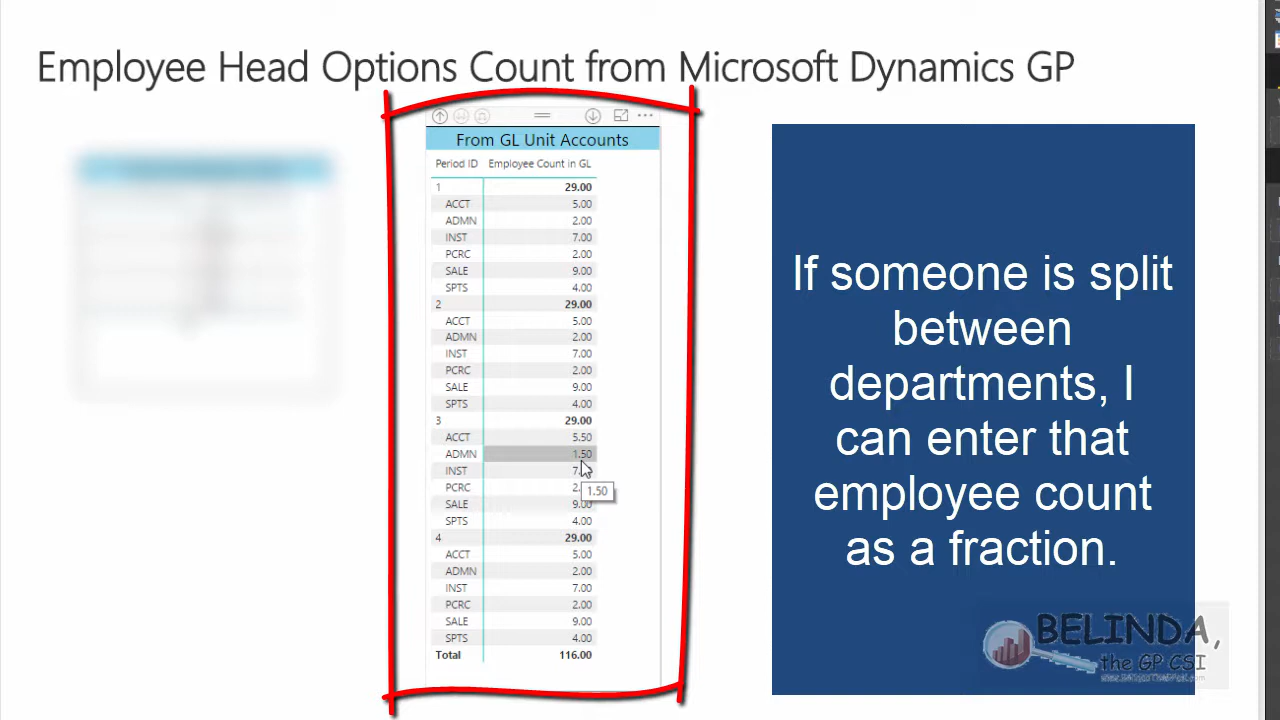 Employee Head Options Count from Microsoft Dynamics GP
From GL Unit Accounts
Period ID Employee Count in GL
1 29.00
ACCT 5.00
ADMN 2.00
INST 7.00
PCRC 2.00
SALE 9.00
SPTS 4.00
2 29.00
ACCT 5.00
ADMN 2.00
INST 7.00
PCRC 2.00
SALE 9.00
SPTS 4.00
3 29.00
ACCT 5.50
ADMN 1.50
INST 7.
PCRC 2.
1.50
SALE 9.00
SPTS 4.00
4 29.00
ACCT 5.00
ADMN 2.00
INST 7.00
PCRC 2.00
SALE 9.00
SPTS 4.00
Total 116.00
If someone is split
between
departments, I
can enter that
employee count
as a fraction.
BELINDA,
the GP CSI